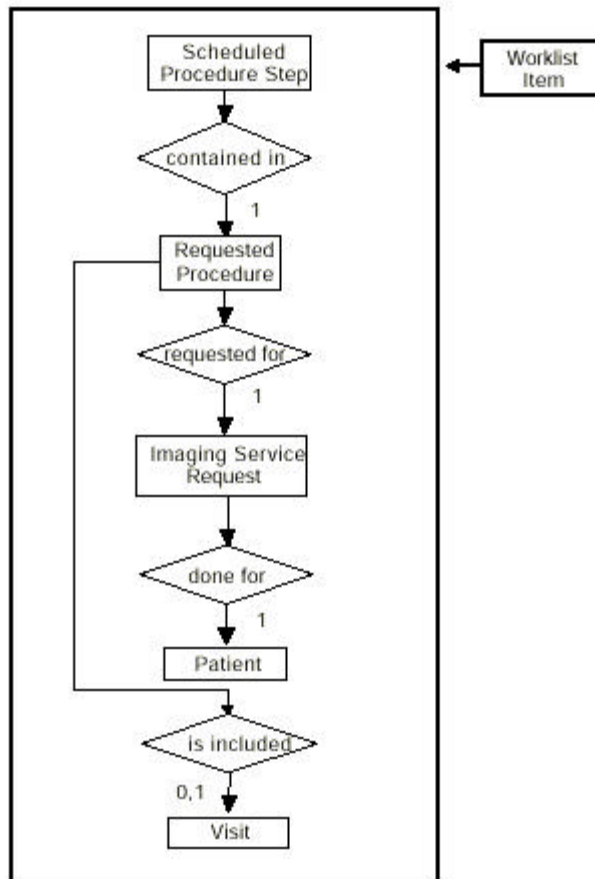 Scheduled
Procedure Step
Worklist
Item
contained in
1
Requested
Procedure
requested for
1
Imaging Service
Request
done for
1
Patient
is included
0,1
Visit